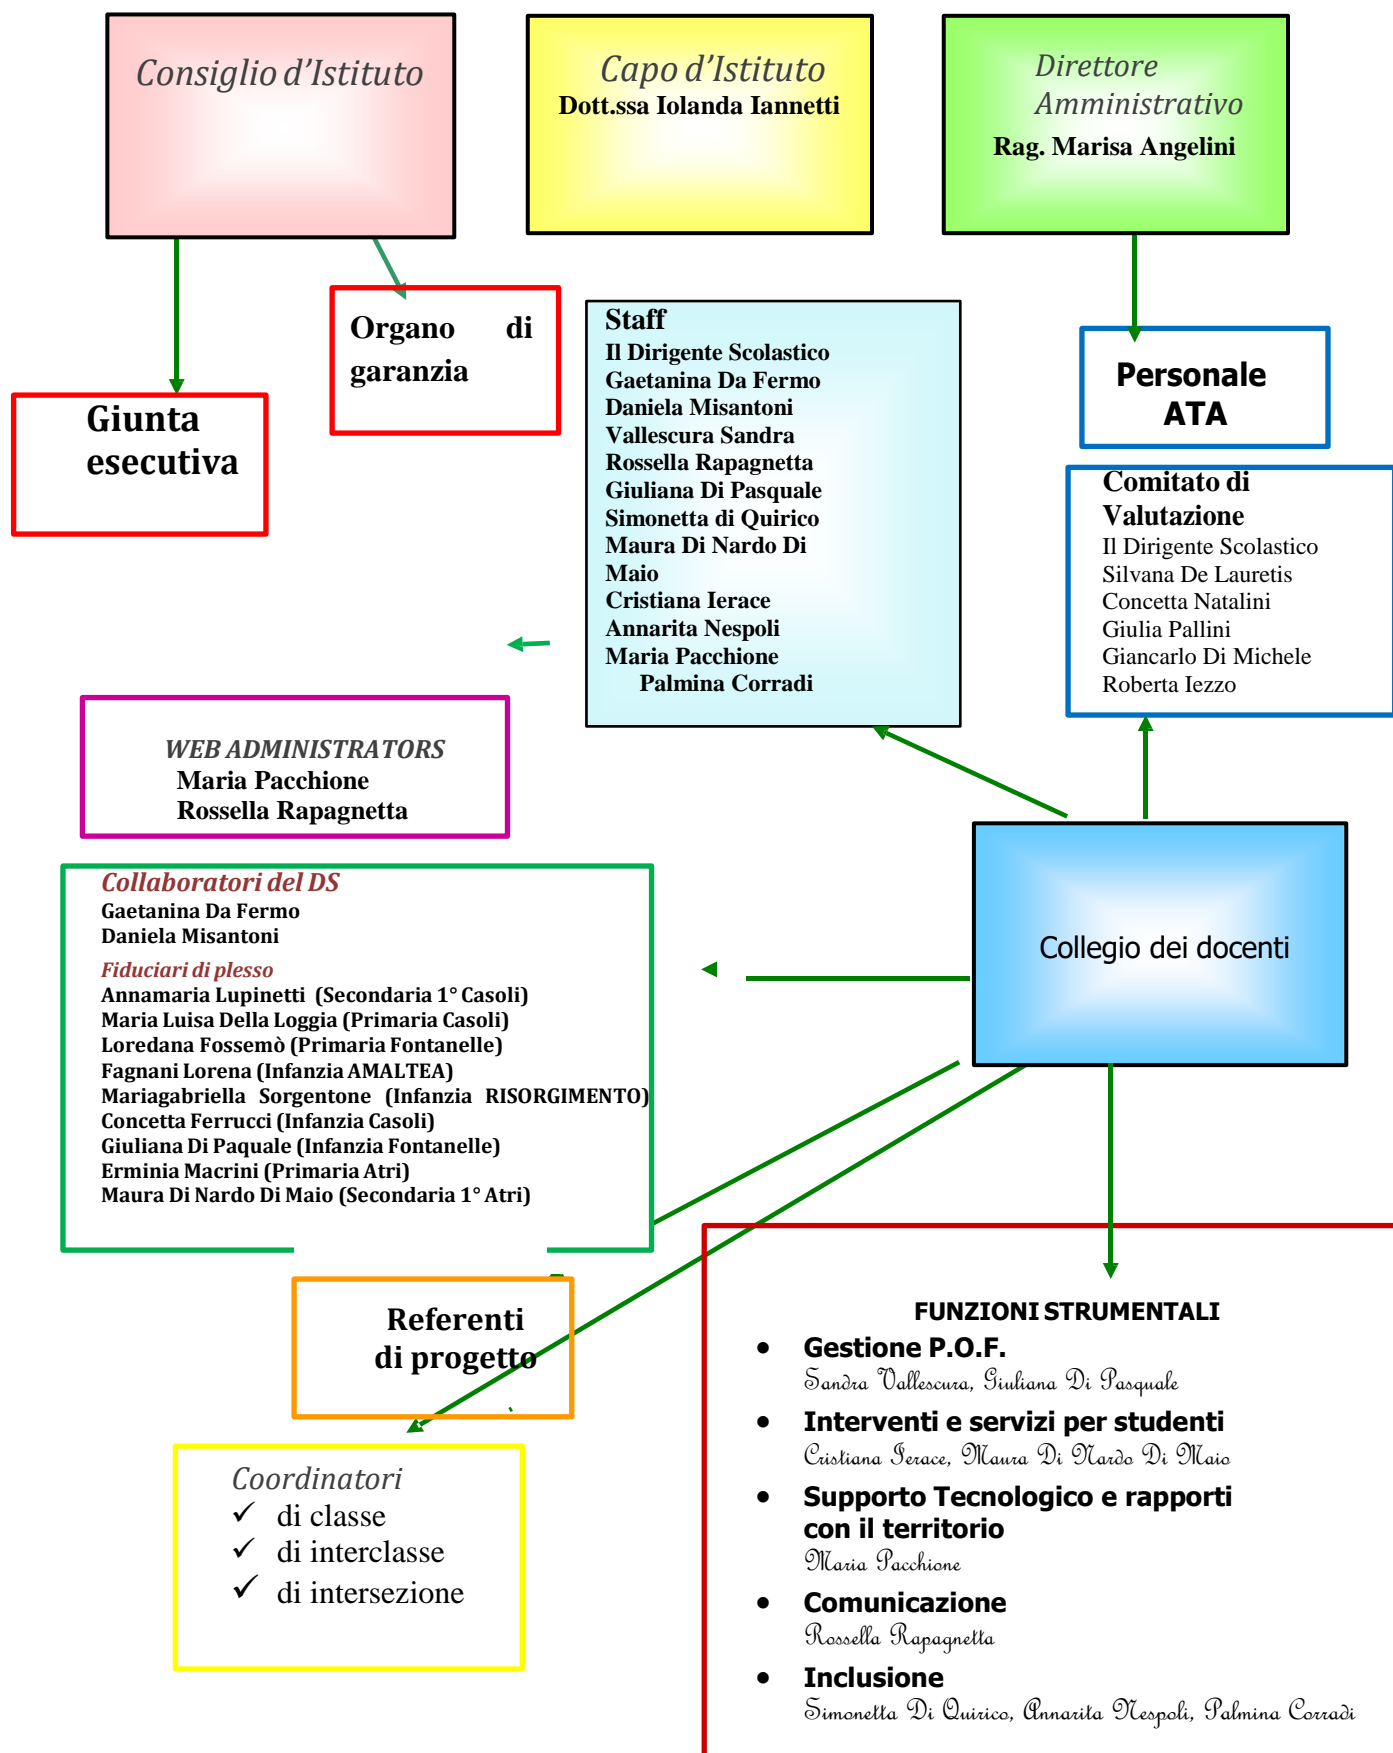 Consiglio d'Istituto
Capo d'Istituto
Dott.ssa Iolanda Iannetti
Direttore
Amministrativo
Rag. Marisa Angelini
Organo di
garanzia
Giunta
esecutiva
Staff
Il Dirigente Scolastico
Gaetanina Da Fermo
Daniela Misantoni
Vallescura Sandra
Rossella Rapagnetta
Giuliana Di Pasquale
Simonetta di Quirico
Maura Di Nardo Di
Maio
Cristiana Ierace
Annarita Nespoli
Maria Pacchione
Palmina Corradi
Personale
ATA
Comitato di
Valutazione
Il Dirigente Scolastico
Silvana De Lauretis
Concetta Natalini
Giulia Pallini
Giancarlo Di Michele
Roberta Iezzo
WEB ADMINISTRATORS
Maria Pacchione
Rossella Rapagnetta
Collaboratori del DS
Gaetanina Da Fermo
Daniela Misantoni
Fiduciari di plesso
Annamaria Lupinetti (Secondaria 1° Casoli)
Maria Luisa Della Loggia (Primaria Casoli)
Loredana Fossemò (Primaria Fontanelle)
Fagnani Lorena (Infanzia AMALTEA)
Mariagabriella Sorgentone (Infanzia RISORGIMENTO)
Concetta Ferrucci (Infanzia Casoli)
Giuliana Di Paquale (Infanzia Fontanelle)
Erminia Macrini (Primaria Atri)
Maura Di Nardo Di Maio (Secondaria 1° Atri)
Collegio dei docenti
Referenti
di progetto
Coordinatori
✓ di classe
✓ di interclasse
✓ di intersezione
FUNZIONI STRUMENTALI
• Gestione P.O.F.
Sandra Vallescura, Giuliana Di Pasquale
• Interventi e servizi per studenti
Cristiana Ierace, Maura Di Nardo Di Maio
• Supporto Tecnologico e rapporti
con il territorio
Maria Pacchione
• Comunicazione
Rossella Rapagnetta
• Inclusione
Simonetta Di Quirico, Annarita Nespoli, Palmina Corradi